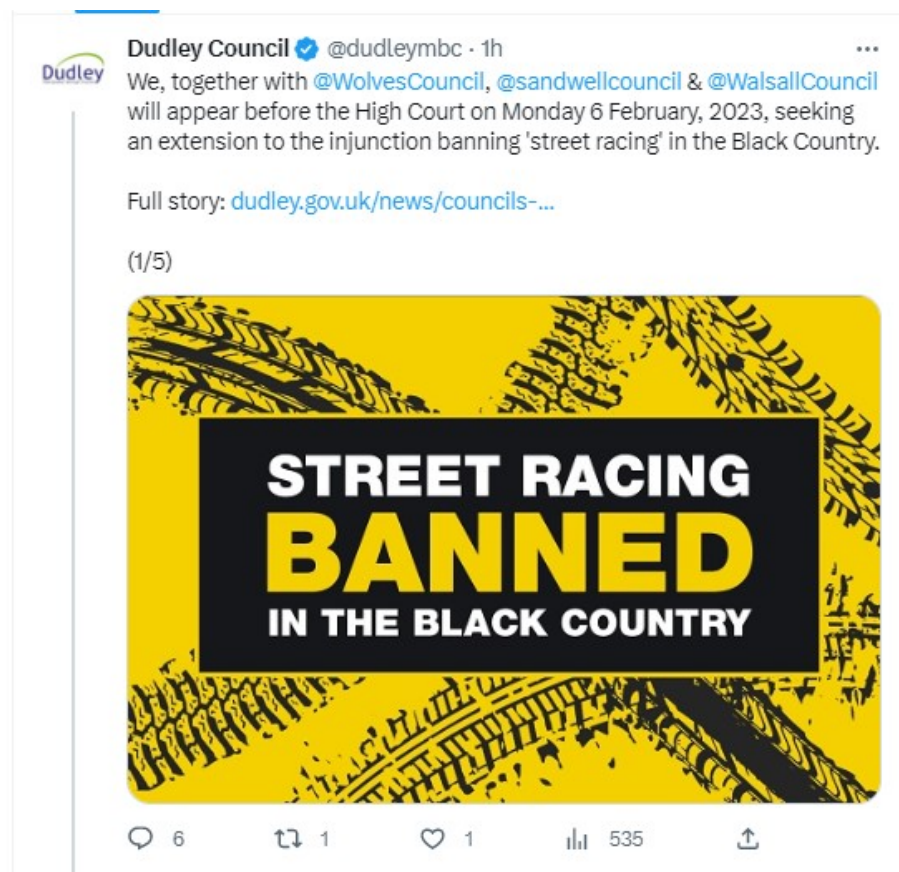 Dudley
Dudley Council @dudleymbc · 1h
We, together with @WolvesCouncil, @sandwellcouncil & @WalsallCouncil
will appear before the High Court on Monday 6 February, 2023, seeking
an extension to the injunction banning 'street racing' in the Black Country.
Full story: dudley.gov.uk/news/councils-...
(1/5)
STREET RACING
BANNED
IN THE BLACK COUNTRY
6 1 1 535